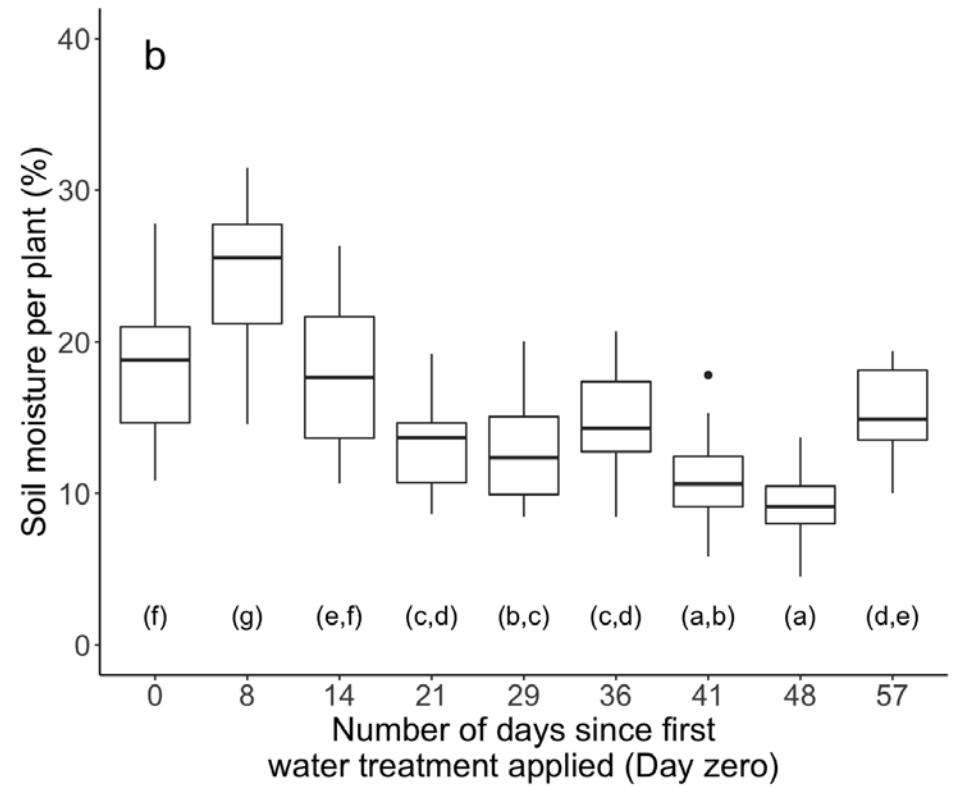 b
40
30
20
10
0
Soil moisture per plant (%)
(f) (g) (e,f) (c,d) (b,c) (c,d) (a,b) (a) (d,e)
0 8 14 21 29 36 41 48 57
Number of days since first
water treatment applied (Day zero)